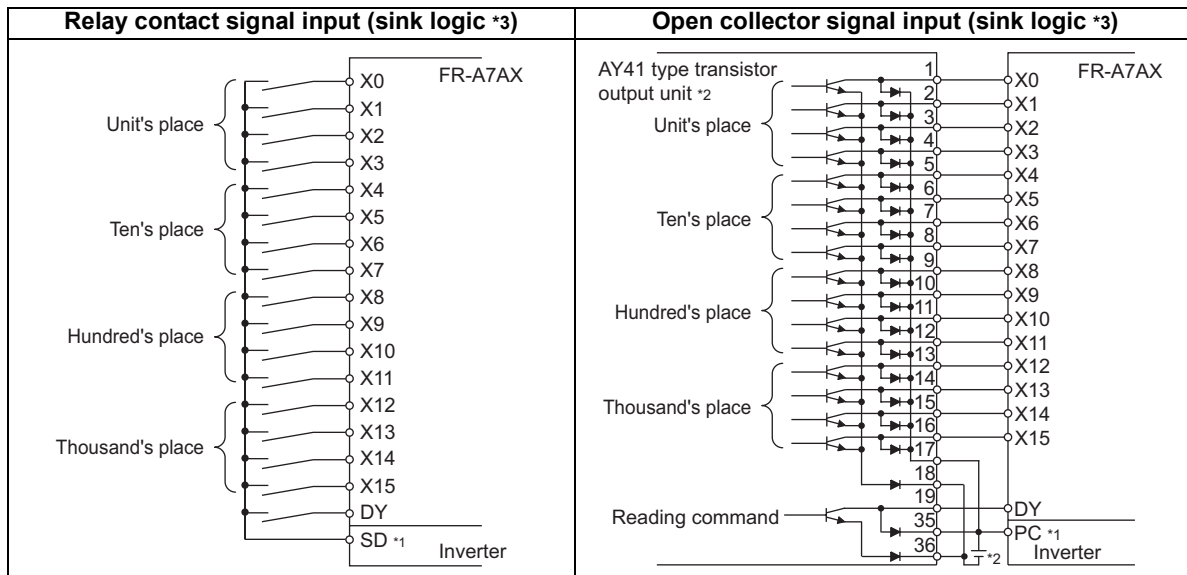 Relay contact signal input (sink logic *3)
FR-A7AX
Unit's place
Ten's place
Hundred's place
Thousand's place
X0
X1
X2
X3
X4
X5
X6
X7
X8
X9
X10
X11
X12
X13
X14
X15
DY
SD *1
Inverter
Open collector signal input (sink logic *3)
AY41 type transistor
output unit *2
Unit's place
Ten's place
Hundred's place
Thousand's place
Reading command
1
2
3
4
5
6
7
8
9
10
11
12
13
14
15
16
17
18
19
35
36
FR-A7AX
X0
X1
X2
X3
X4
X5
X6
X7
X8
X9
X10
X11
X12
X13
X14
X15
DY
PC *1
*2
Inverter